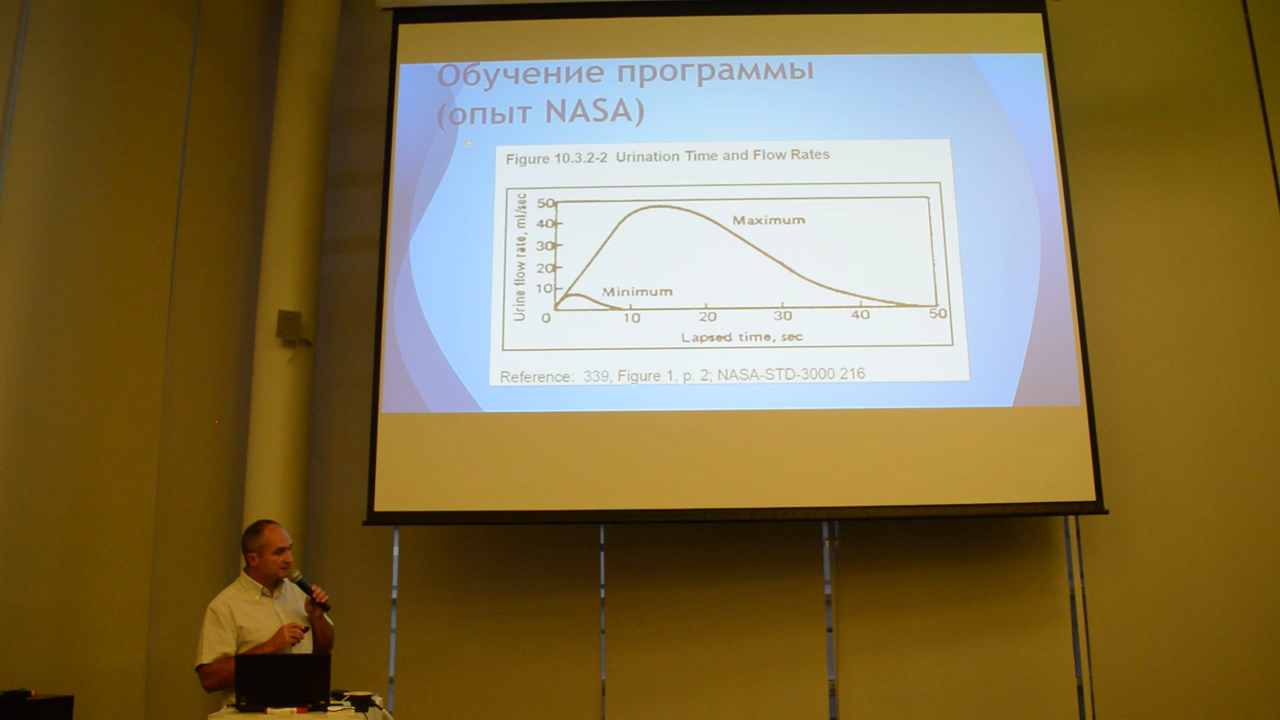 Обучение программы
(опыт NASA)
Figure 10.3.2-2 Urination Time and Flow Rates
Urine flow rate, ml/sec
50
40
30
20
10
Maximum
Minimum
0 10 20 30 40 50
Lapsed time, sec
Reference: 339, Figure 1, p. 2; NASA-STD-3000 216